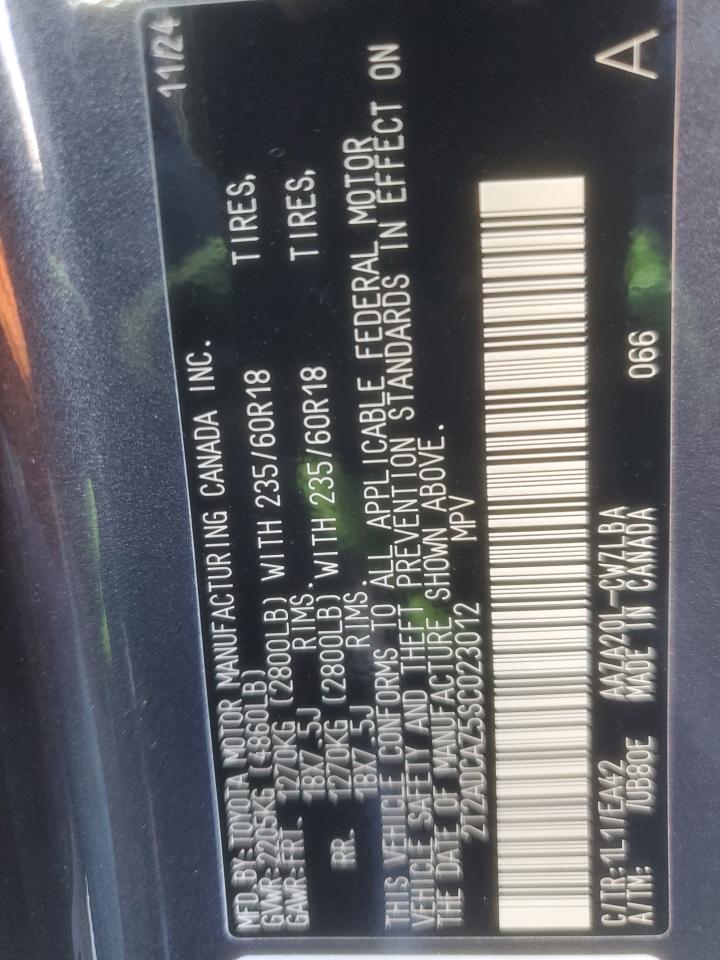 MFD.BY:TOYOTA MOTOR MANUFACTURING CANADA INC. 11/24
GVWR:2205KG (4860LB)
GAWR:FRT. 1270KG (2800LB) WITH 235/60R18 TIRES,
18X7.5J RIMS.
RR. 1270KG (2800LB) WITH 235/60R18 TIRES,
18X7.5J RIMS.
THIS VEHICLE CONFORMS TO ALL APPLICABLE FEDERAL MOTOR
VEHICLE SAFETY AND THEFT PREVENTION STANDARDS IN EFFECT ON
THE DATE OF MANUFACTURE SHOWN ABOVE.
2T2ADCAZ5SC023012 MPV
C/TR:1L1/EA42 AAZA20L-CWZLBA 066 A
A/TM: /UB80E MADE IN CANADA